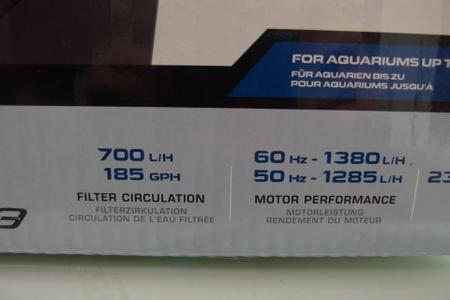 FOR AQUARIUMS UP
FÜR AQUARIEN BIS ZU
POUR AQUARIUMS JUSQU'À
700 L/H
185 GPH
FILTER CIRCULATION
FILTERZIRKULATION
CIRCULATION DE L'EAU FILTRÉE
60 Hz - 1380 L/H
50 Hz - 1285 L/H
MOTOR PERFORMANCE
MOTORLEISTUNG
RENDEMENT DU MOTEUR
23
3